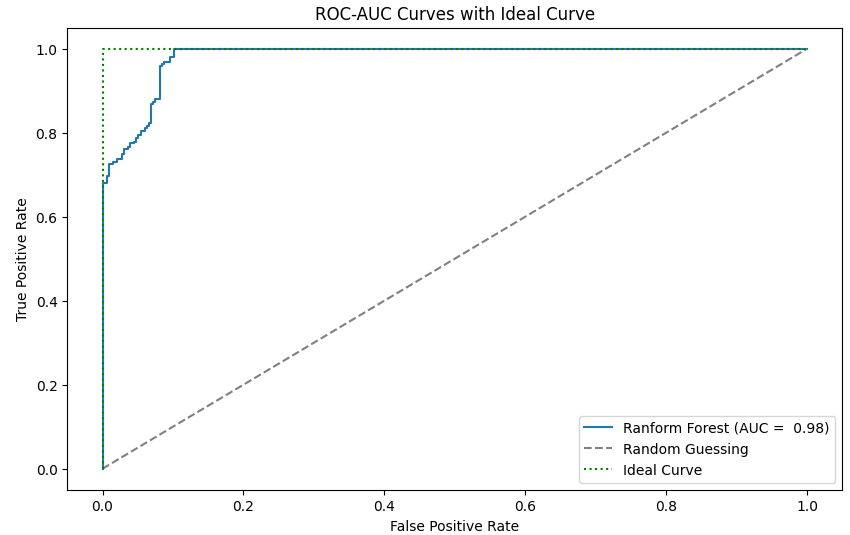 ROC-AUC Curves with Ideal Curve
1.0
0.8
0.6
0.4
0.2
0.0
True Positive Rate
0.0 0.2 0.4 0.6 0.8 1.0
False Positive Rate
Ranform Forest (AUC =  0.98)
Random Guessing
Ideal Curve